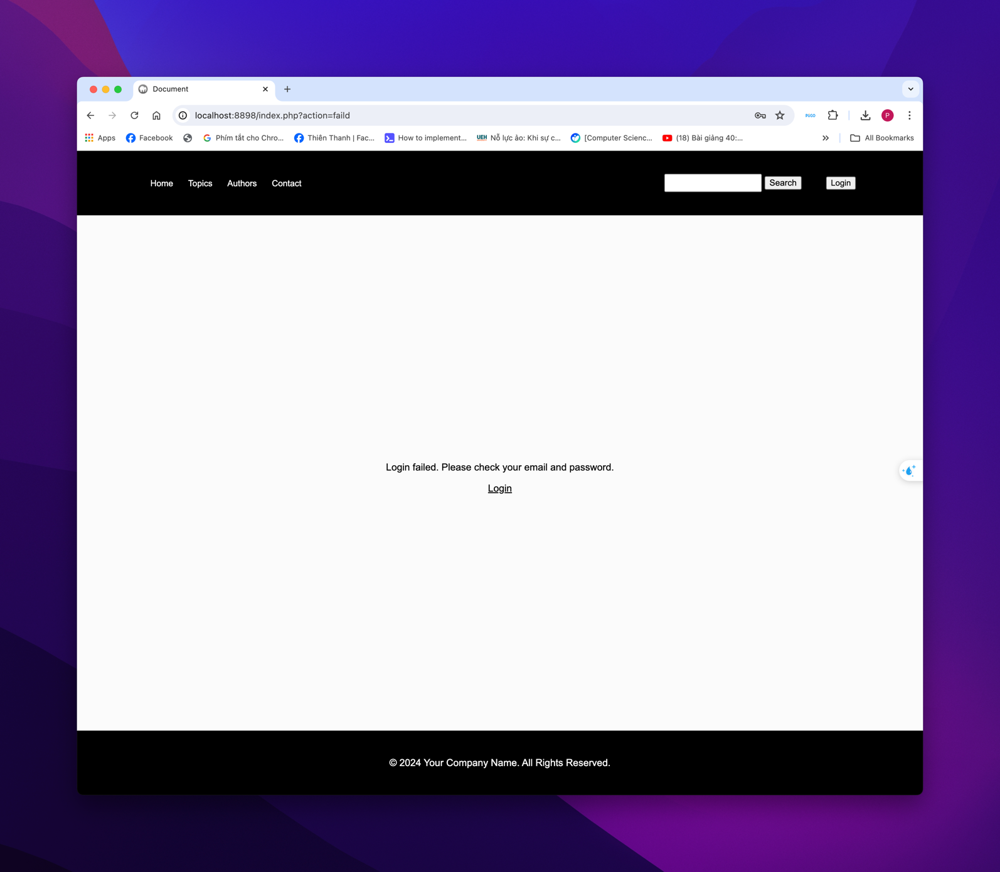 Document
localhost:8898/index.php?action=faild
PUGO
P
Apps
Facebook
Phím tắt cho Chro...
Thiên Thanh | Fac...
How to implement...
UEH
Nỗ lực ảo: Khi sự c...
[Computer Scienc...
(18) Bài giảng 40:...
All Bookmarks
Home Topics Authors Contact
Search
Login
Login failed. Please check your email and password.
Login
© 2024 Your Company Name. All Rights Reserved.